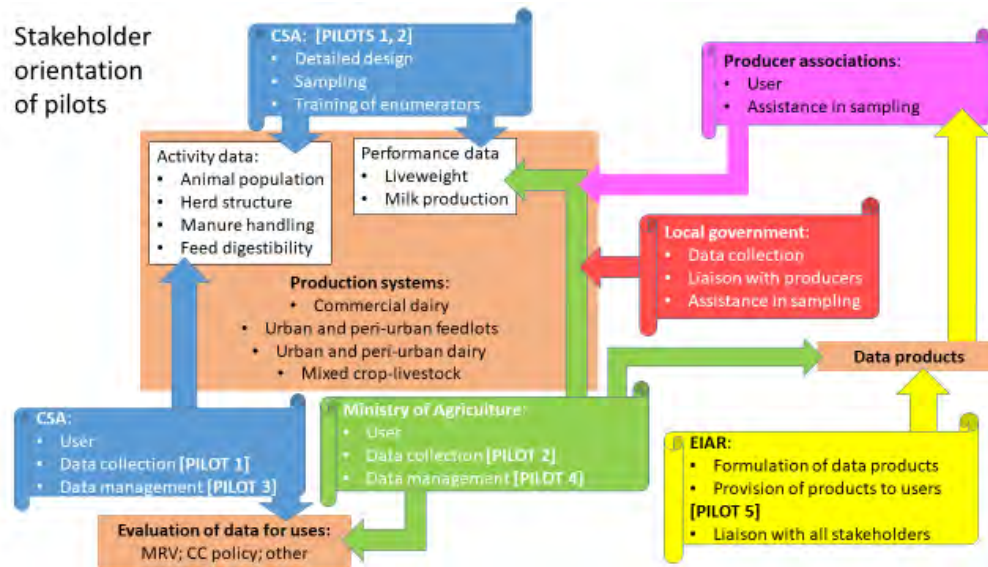 Stakeholder
orientation
of pilots
CSA: [PILOTS 1, 2]
• Detailed design
• Sampling
• Training of enumerators
Producer associations:
• User
• Assistance in sampling
Activity data:
• Animal population
• Herd structure
• Manure handling
• Feed digestibility
Performance data
• Liveweight
• Milk production
Local government:
• Data collection
• Liaison with producers
• Assistance in sampling
Production systems:
• Commercial dairy
• Urban and peri-urban feedlots
• Urban and peri-urban dairy
• Mixed crop-livestock
Data products
CSA:
• User
• Data collection [PILOT 1]
• Data management [PILOT 3]
Ministry of Agriculture:
• User
• Data collection [PILOT 2]
• Data management [PILOT 4]
EIAR:
• Formulation of data products
• Provision of products to users
[PILOT 5]
• Liaison with all stakeholders
Evaluation of data for uses:
MRV; CC policy; other